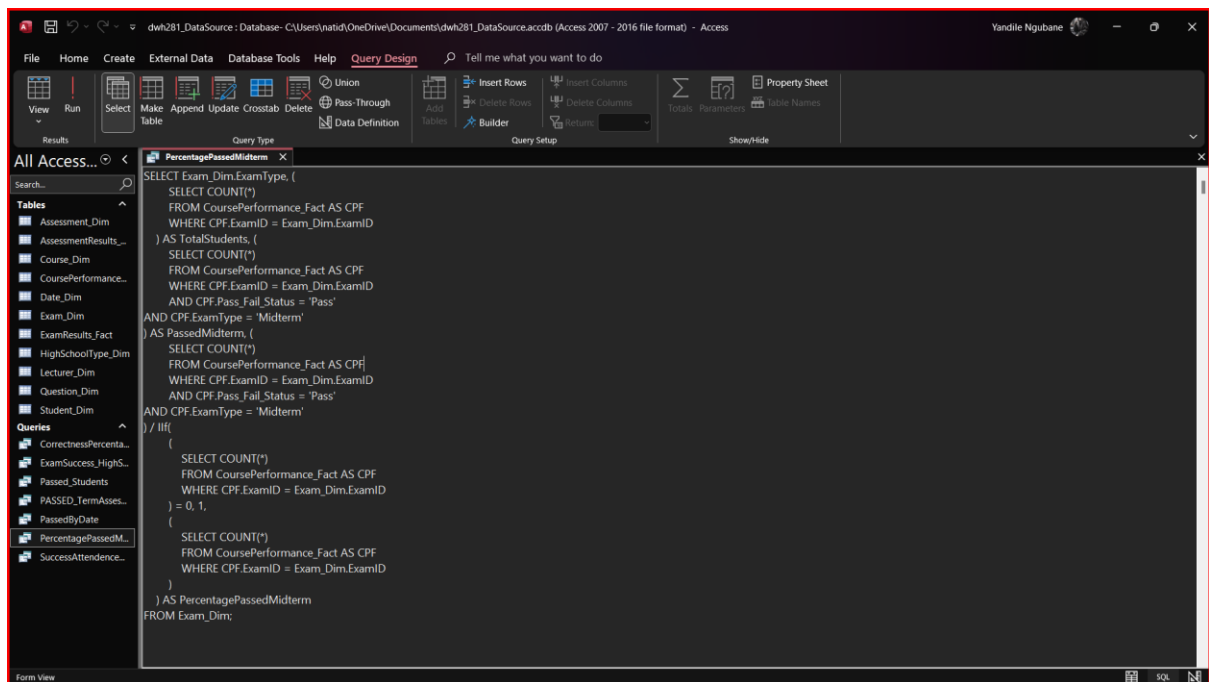 dwh281_DataSource : Database- C:\Users\natid\OneDrive\Documents\dwh281_DataSource.accdb (Access 2007 - 2016 file format) - Access
Yandile Ngubane
File Home Create External Data Database Tools Help Query Design Tell me what you want to do
View
Run
Select
Make Table
Append
Update
Crosstab
Delete
Union
Pass-Through
Data Definition
Add Tables
Insert Rows
Delete Rows
Builder
Insert Columns
Delete Columns
Return:
Totals
Parameters
Property Sheet
Table Names
Results
Query Type
Query Setup
Show/Hide
All Access...
Search...
Tables
Assessment_Dim
AssessmentResults_...
Course_Dim
CoursePerformance...
Date_Dim
Exam_Dim
ExamResults_Fact
HighSchoolType_Dim
Lecturer_Dim
Question_Dim
Student_Dim
Queries
CorrectnessPercenta...
ExamSuccess_HighS...
Passed_Students
PASSED_TermAsses...
PassedByDate
PercentagePassedM...
SuccessAttendence...
PercentagePassedMidterm
SELECT Exam_Dim.ExamType, (
SELECT COUNT(*)
FROM CoursePerformance_Fact AS CPF
WHERE CPF.ExamID = Exam_Dim.ExamID
) AS TotalStudents, (
SELECT COUNT(*)
FROM CoursePerformance_Fact AS CPF
WHERE CPF.ExamID = Exam_Dim.ExamID
AND CPF.Pass_Fail_Status = 'Pass'
AND CPF.ExamType = 'Midterm'
) AS PassedMidterm, (
SELECT COUNT(*)
FROM CoursePerformance_Fact AS CPF
WHERE CPF.ExamID = Exam_Dim.ExamID
AND CPF.Pass_Fail_Status = 'Pass'
AND CPF.ExamType = 'Midterm'
) / IIf(
(
SELECT COUNT(*)
FROM CoursePerformance_Fact AS CPF
WHERE CPF.ExamID = Exam_Dim.ExamID
) = 0, 1,
(
SELECT COUNT(*)
FROM CoursePerformance_Fact AS CPF
WHERE CPF.ExamID = Exam_Dim.ExamID
)
) AS PercentagePassedMidterm
FROM Exam_Dim;
Form View
SQL